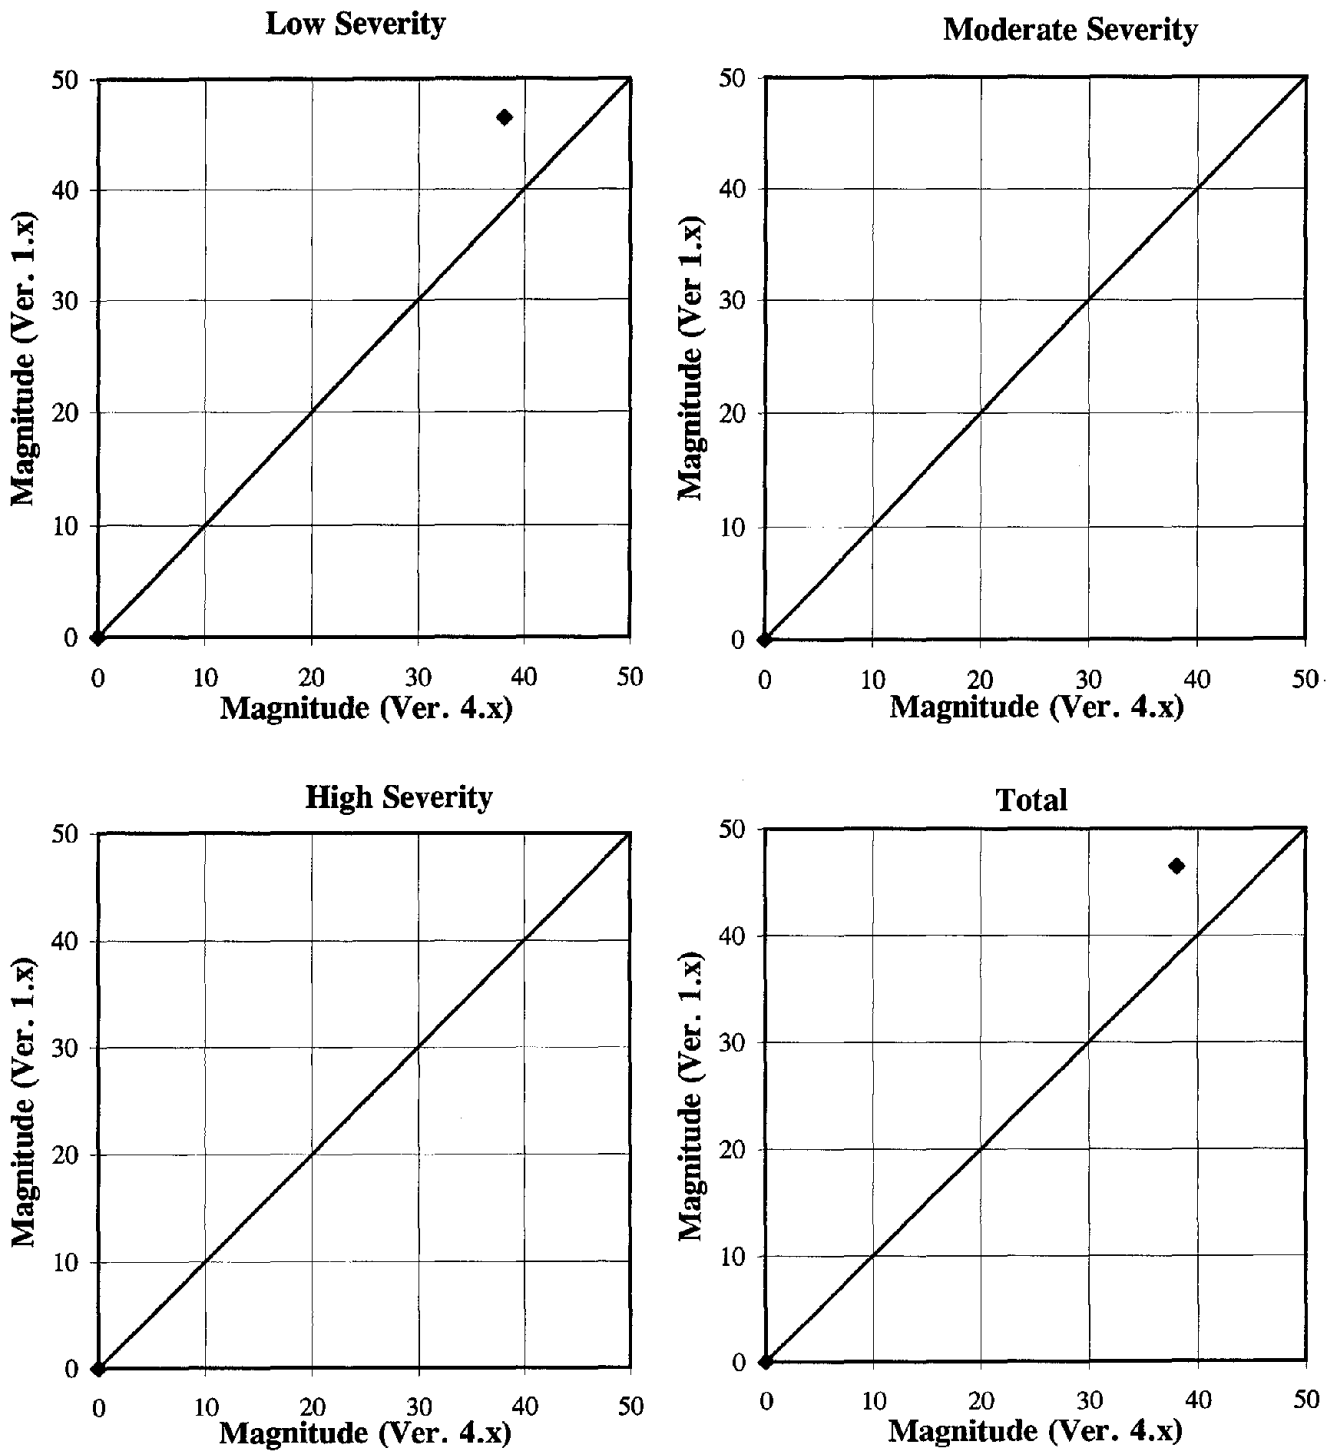 Low Severity
50
40
30
20
10
0
Magnitude (Ver. 1.x)
0 10 20 30 40 50
Magnitude (Ver. 4.x)
Moderate Severity
50
40
30
20
10
0
Magnitude (Ver 1.x)
0 10 20 30 40 50
Magnitude (Ver. 4.x)
High Severity
50
40
30
20
10
0
Magnitude (Ver. 1.x)
0 10 20 30 40 50
Magnitude (Ver. 4.x)
Total
50
40
30
20
10
0
Magnitude (Ver. 1.x)
0 10 20 30 40 50
Magnitude (Ver. 4.x)